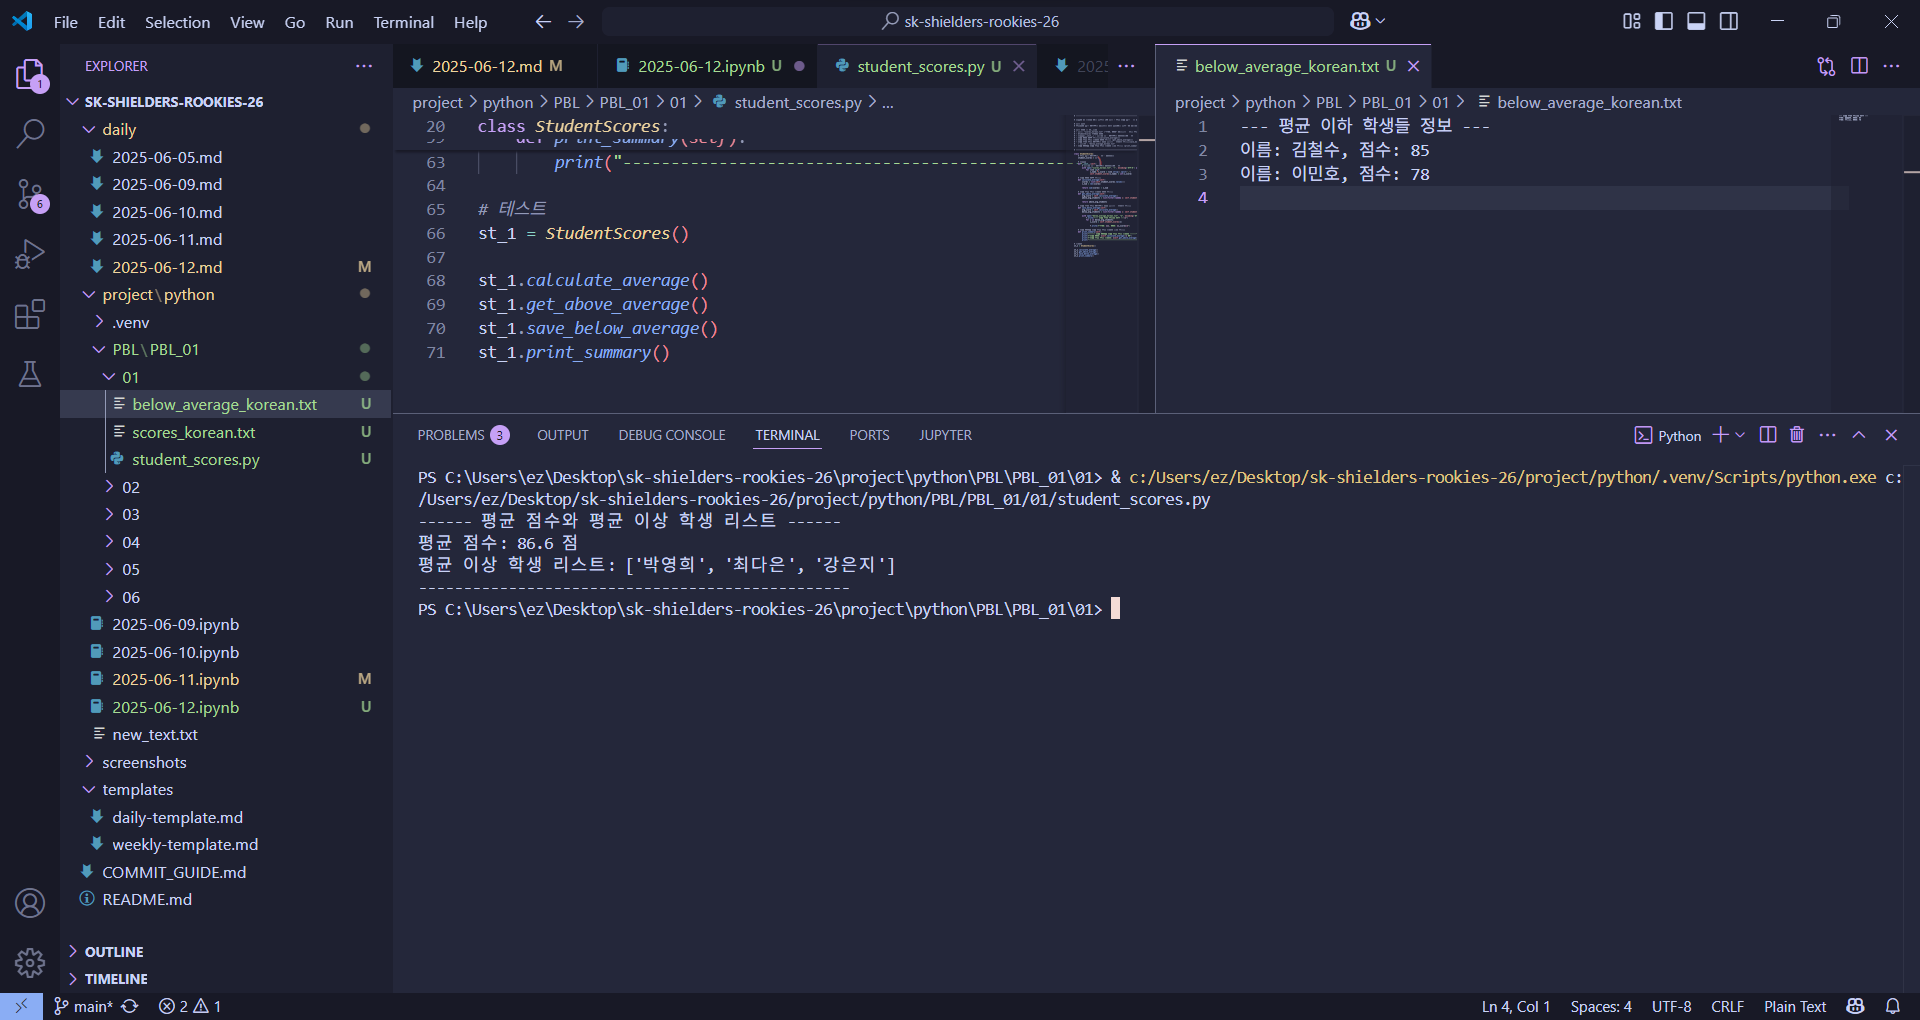 File Edit Selection View Go Run Terminal Help
sk-shielders-rookies-26
EXPLORER
SK-SHIELDERS-ROOKIES-26
daily
2025-06-05.md
2025-06-09.md
2025-06-10.md
2025-06-11.md
2025-06-12.md M
project\python
.venv
PBL\PBL_01
01
below_average_korean.txt U
scores_korean.txt U
student_scores.py U
02
03
04
05
06
2025-06-09.ipynb
2025-06-10.ipynb
2025-06-11.ipynb M
2025-06-12.ipynb U
new_text.txt
screenshots
templates
daily-template.md
weekly-template.md
COMMIT_GUIDE.md
README.md
OUTLINE
TIMELINE
1
6
2025-06-12.md M 2025-06-12.ipynb U student_scores.py U
project > python > PBL > PBL_01 > 01 > student_scores.py > ...
20 class StudentScores:
def print_summary(self):
63 print("-----------------------------------------------
64
65 # 테스트
66 st_1 = StudentScores()
67
68 st_1.calculate_average()
69 st_1.get_above_average()
70 st_1.save_below_average()
71 st_1.print_summary()
below_average_korean.txt U
project > python > PBL > PBL_01 > 01 > below_average_korean.txt
1 --- 평균 이하 학생들 정보 ---
2 이름: 김철수, 점수: 85
3 이름: 이민호, 점수: 78
4
PROBLEMS 3 OUTPUT DEBUG CONSOLE TERMINAL PORTS JUPYTER
Python
PS C:\Users\ez\Desktop\sk-shielders-rookies-26\project\python\PBL\PBL_01\01> & c:/Users/ez/Desktop/sk-shielders-rookies-26/project/python/.venv/Scripts/python.exe c:
/Users/ez/Desktop/sk-shielders-rookies-26/project/python/PBL/PBL_01/01/student_scores.py
------ 평균 점수와 평균 이상 학생 리스트 ------
평균 점수: 86.6 점
평균 이상 학생 리스트: ['박영희', '최다은', '강은지']
------------------------------------------------
PS C:\Users\ez\Desktop\sk-shielders-rookies-26\project\python\PBL\PBL_01\01>
main* 2 1
Ln 4, Col 1 Spaces: 4 UTF-8 CRLF Plain Text